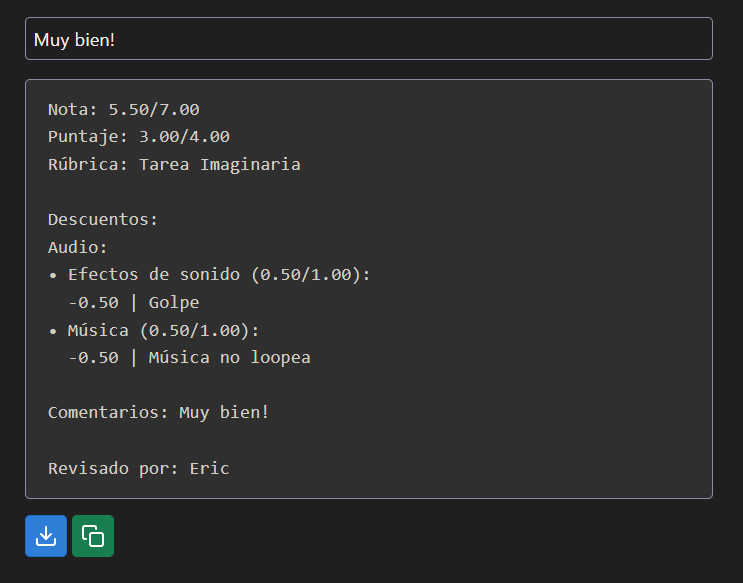 Muy bien!
Nota: 5.50/7.00
Puntaje: 3.00/4.00
Rúbrica: Tarea Imaginaria
Descuentos:
Audio:
• Efectos de sonido (0.50/1.00):
-0.50 | Golpe
• Música (0.50/1.00):
-0.50 | Música no loopea
Comentarios: Muy bien!
Revisado por: Eric